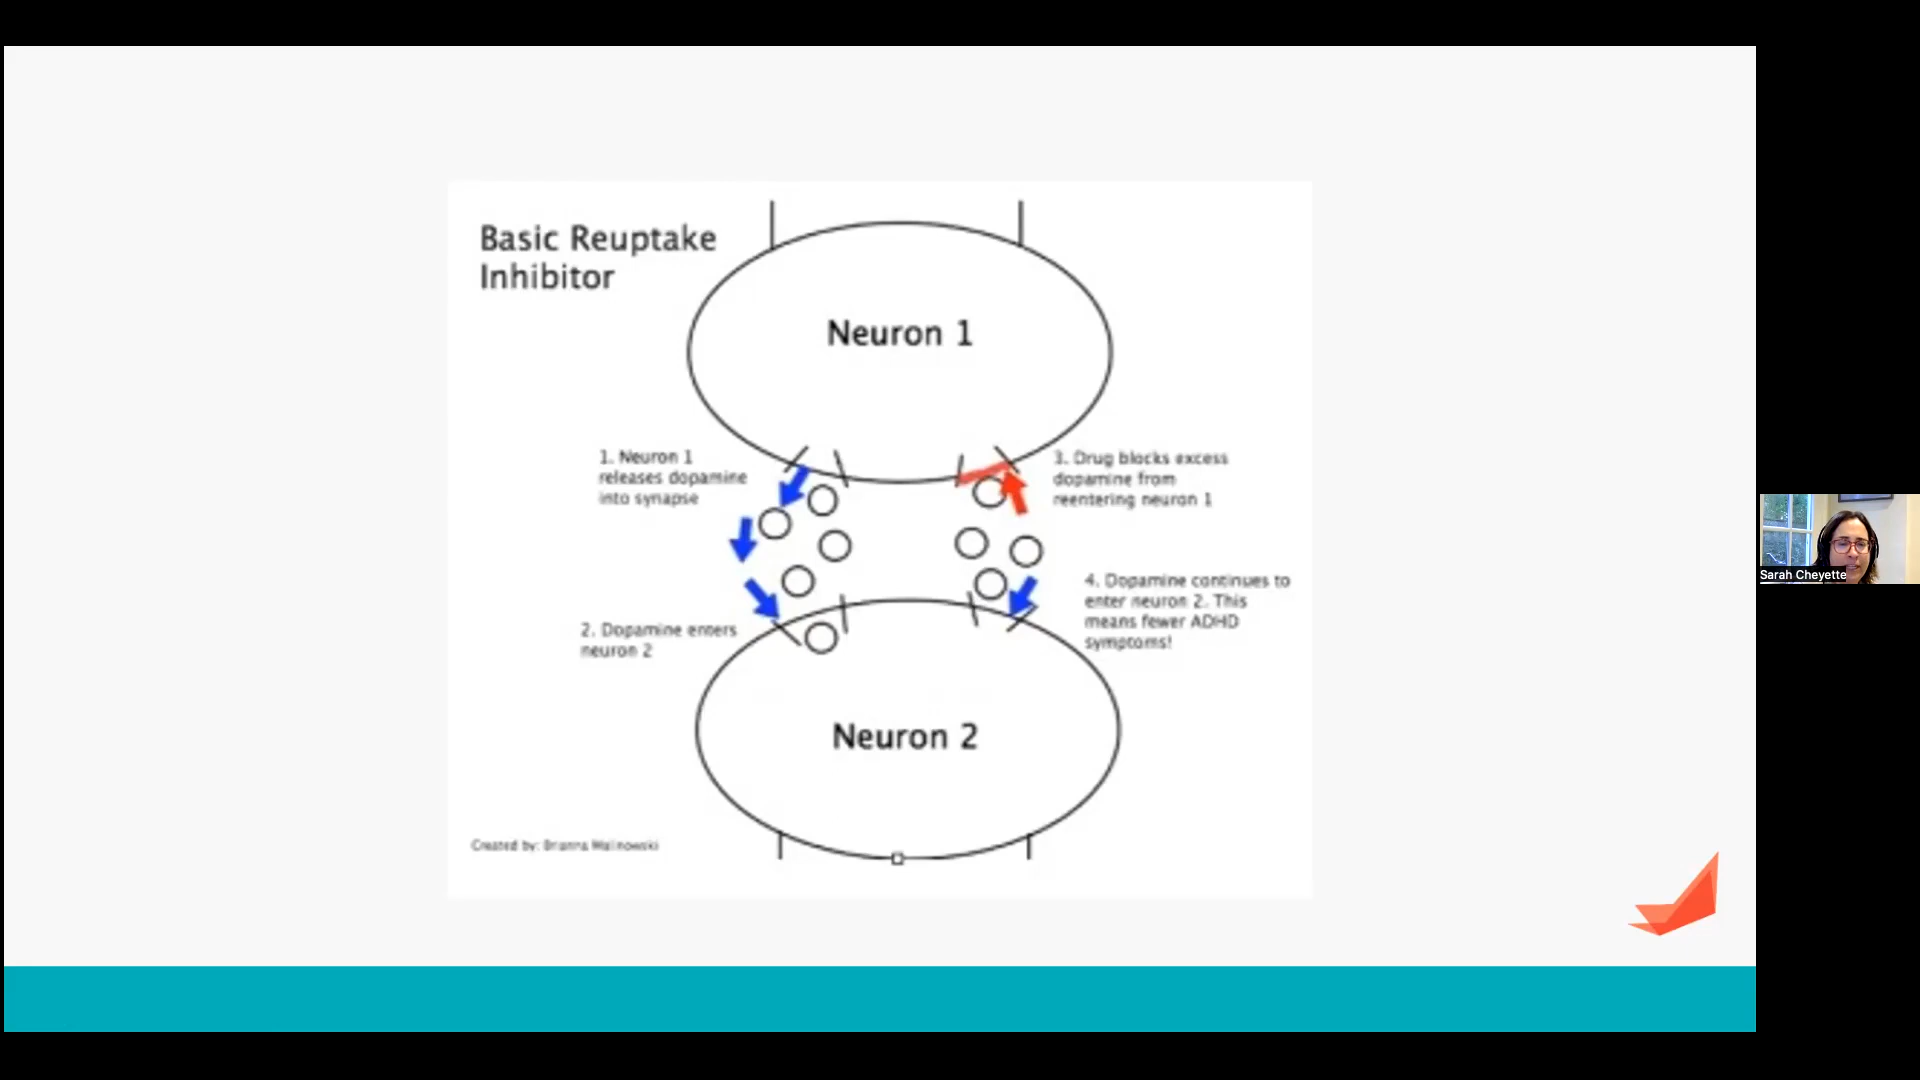 Basic Reuptake
Inhibitor
Neuron 1
1. Neuron 1
releases dopamine
into synapse
3. Drug blocks excess
dopamine from
reentering neuron 1
2. Dopamine enters
neuron 2
4. Dopamine continues to
enter neuron 2. This
means fewer ADHD
symptoms!
Neuron 2
Created by: Brianna Malinowski
Sarah Cheyette